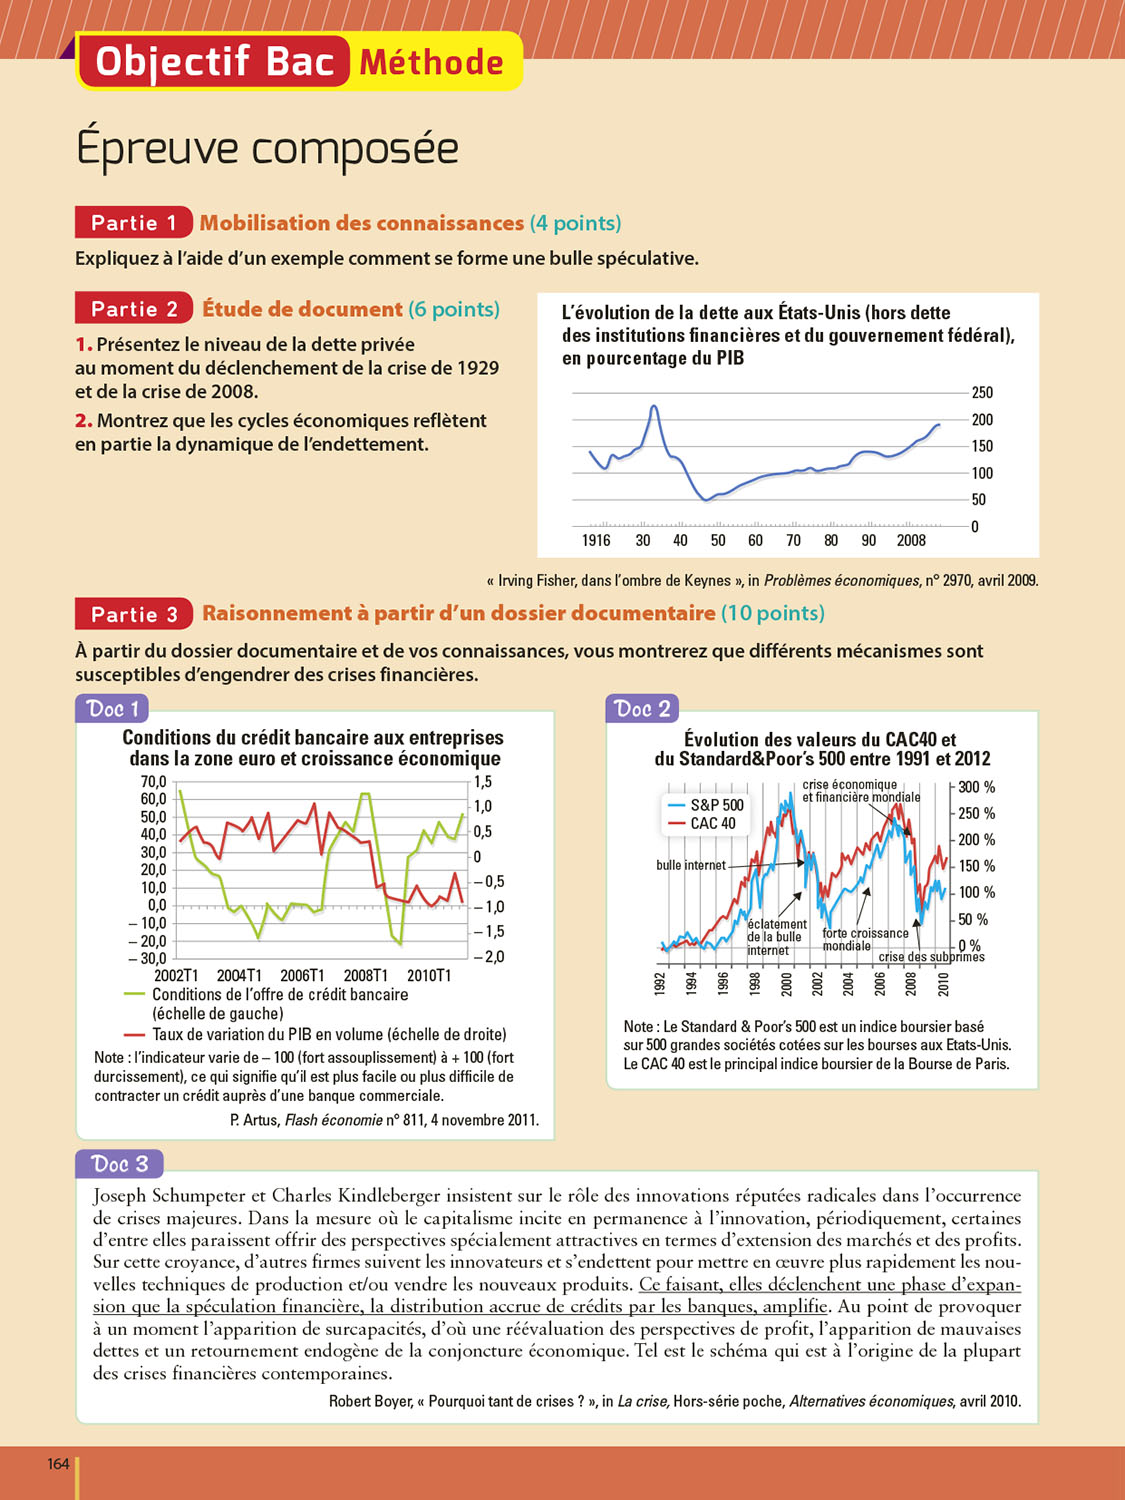 Objectif Bac Méthode
Épreuve composée
Partie 1 Mobilisation des connaissances (4 points)
Expliquez à l'aide d'un exemple comment se forme une bulle spéculative.
Partie 2 Étude de document (6 points)
1. Présentez le niveau de la dette privée
au moment du déclenchement de la crise de 1929
et de la crise de 2008.
2. Montrez que les cycles économiques reflètent
en partie la dynamique de l'endettement.
L'évolution de la dette aux États-Unis (hors dette
des institutions financières et du gouvernement fédéral),
en pourcentage du PIB
250
200
150
100
50
0
1916 30 40 50 60 70 80 90 2008
« Irving Fisher, dans l'ombre de Keynes », in Problèmes économiques, n° 2970, avril 2009.
Partie 3 Raisonnement à partir d'un dossier documentaire (10 points)
À partir du dossier documentaire et de vos connaissances, vous montrerez que différents mécanismes sont
susceptibles d'engendrer des crises financières.
Doc 1
Conditions du crédit bancaire aux entreprises
dans la zone euro et croissance économique
70,0 1,5
60,0
50,0 1,0
40,0 0,5
30,0 0
20,0
10,0 – 0,5
0,0 – 1,0
– 10,0
– 20,0 – 1,5
– 30,0 – 2,0
2002T1 2004T1 2006T1 2008T1 2010T1
Conditions de l'offre de crédit bancaire
(échelle de gauche)
Taux de variation du PIB en volume (échelle de droite)
Note : l'indicateur varie de – 100 (fort assouplissement) à + 100 (fort
durcissement), ce qui signifie qu'il est plus facile ou plus difficile de
contracter un crédit auprès d'une banque commerciale.
P. Artus, Flash économie n° 811, 4 novembre 2011.
Doc 2
Évolution des valeurs du CAC40 et
du Standard&Poor's 500 entre 1991 et 2012
crise économique
et financière mondiale
S&P 500
CAC 40
bulle internet
éclatement
de la bulle
internet
forte croissance
mondiale
crise des subprimes
300 %
250 %
200 %
150 %
100 %
50 %
0 %
1992 1994 1996 1998 2000 2002 2004 2006 2008 2010
Note : Le Standard & Poor's 500 est un indice boursier basé
sur 500 grandes sociétés cotées sur les bourses aux Etats-Unis.
Le CAC 40 est le principal indice boursier de la Bourse de Paris.
Doc 3
Joseph Schumpeter et Charles Kindleberger insistent sur le rôle des innovations réputées radicales dans l'occurrence
de crises majeures. Dans la mesure où le capitalisme incite en permanence à l'innovation, périodiquement, certaines
d'entre elles paraissent offrir des perspectives spécialement attractives en termes d'extension des marchés et des profits.
Sur cette croyance, d'autres firmes suivent les innovateurs et s'endettent pour mettre en œuvre plus rapidement les nou-
velles techniques de production et/ou vendre les nouveaux produits. Ce faisant, elles déclenchent une phase d'expan-
sion que la spéculation financière, la distribution accrue de crédits par les banques, amplifie. Au point de provoquer
à un moment l'apparition de surcapacités, d'où une réévaluation des perspectives de profit, l'apparition de mauvaises
dettes et un retournement endogène de la conjoncture économique. Tel est le schéma qui est à l'origine de la plupart
des crises financières contemporaines.
Robert Boyer, « Pourquoi tant de crises ? », in La crise, Hors-série poche, Alternatives économiques, avril 2010.
164